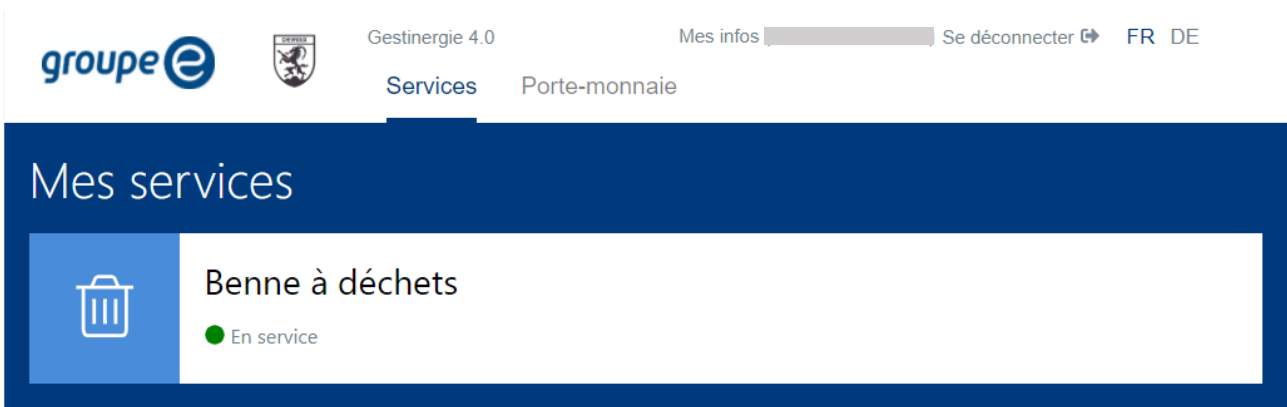 groupe e
Gestinergie 4.0
Mes infos
Se déconnecter
FR DE
Services Porte-monnaie
Mes services
Benne à déchets
En service